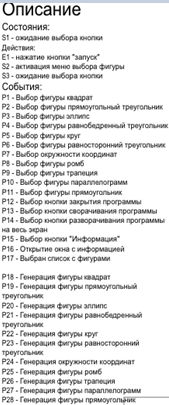 Описание
Состояния:
S1 - ожидание выбора кнопки
Действия:
E1 - нажатие кнопки "запуск"
S2 - активация меню выбора фигуры
S3 - ожидание выбора кнопки
События:
P1 - Выбор фигуры квадрат
P2 - Выбор фигуры прямоугольный треугольник
P3 - Выбор фигуры эллипс
P4 - Выбор фигуры равнобедренный треугольник
P5 - Выбор фигуры круг
P6 - Выбор фигуры равносторонний треугольник
P7 - Выбор окружности координат
P8 - Выбор фигуры ромб
P9 - Выбор фигуры трапеция
P10 - Выбор фигуры параллелограмм
P11 - Выбор фигуры прямоугольник
P12 - Выбор кнопки закрытия программы
P13 - Выбор кнопки сворачивания программы
P14 - Выбор кнопки разворачивания программы
на весь экран
P15 - Выбор кнопки "Информация"
P16 - Открытие окна с информацией
P17 - Выбран список с фигурами
P18 - Генерация фигуры квадрат
P19 - Генерация фигуры прямоугольный
треугольник
P20 - Генерация фигуры эллипс
P21 - Генерация фигуры равнобедренный
треугольник
P22 - Генерация фигуры круг
P23 - Генерация фигуры равносторонний
треугольник
P24 - Генерация окружности координат
P25 - Генерация фигуры ромб
P26 - Генерация фигуры трапеция
P27 - Генерация фигуры параллелограмм
P28 - Генерация фигуры прямоугольник